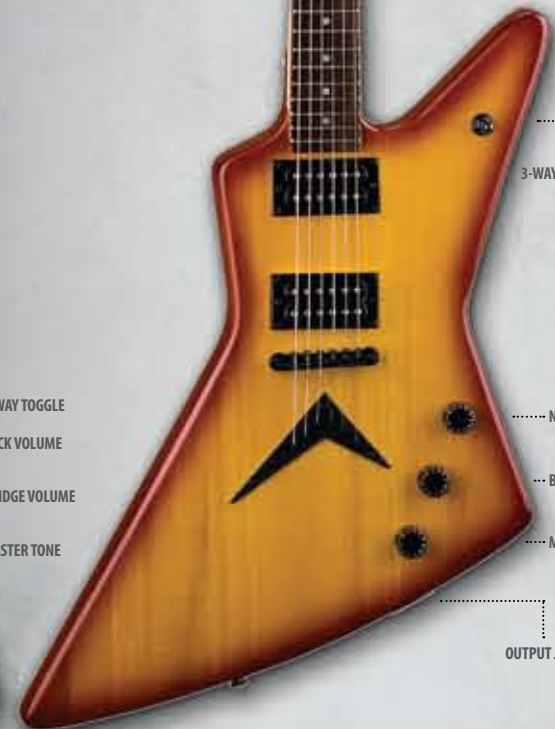 3-WAY
WAY TOGGLE
CK VOLUME
IDGE VOLUME
STER TONE
N
B
M
OUTPUT